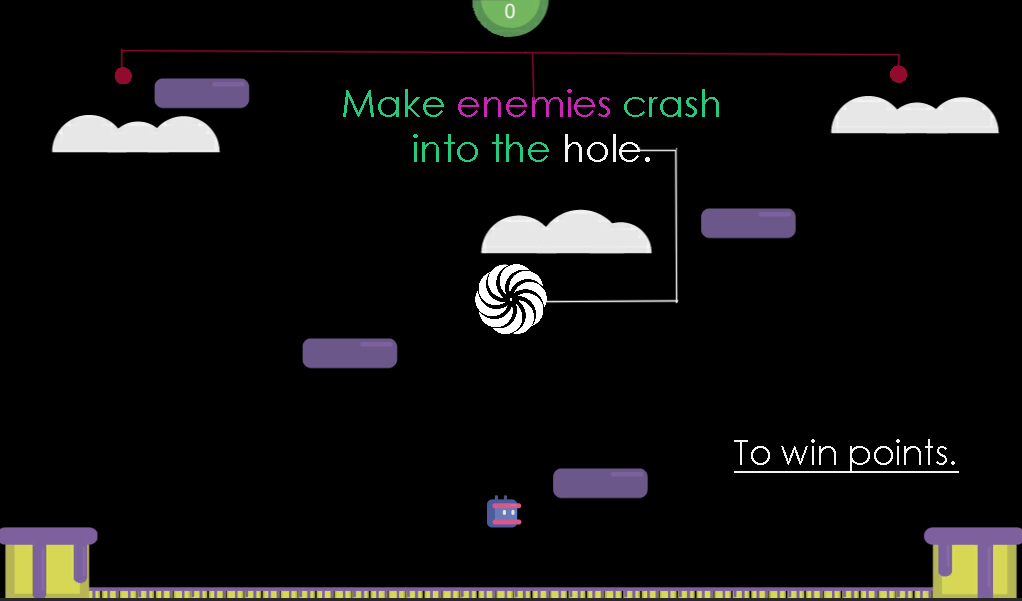 0
Make enemies crash
into the hole.
To win points.